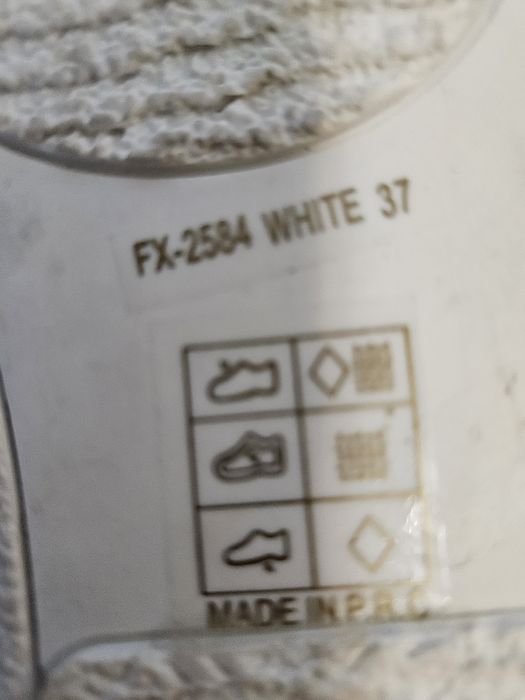 FX-2584 WHITE 37
MADE IN P.R.C